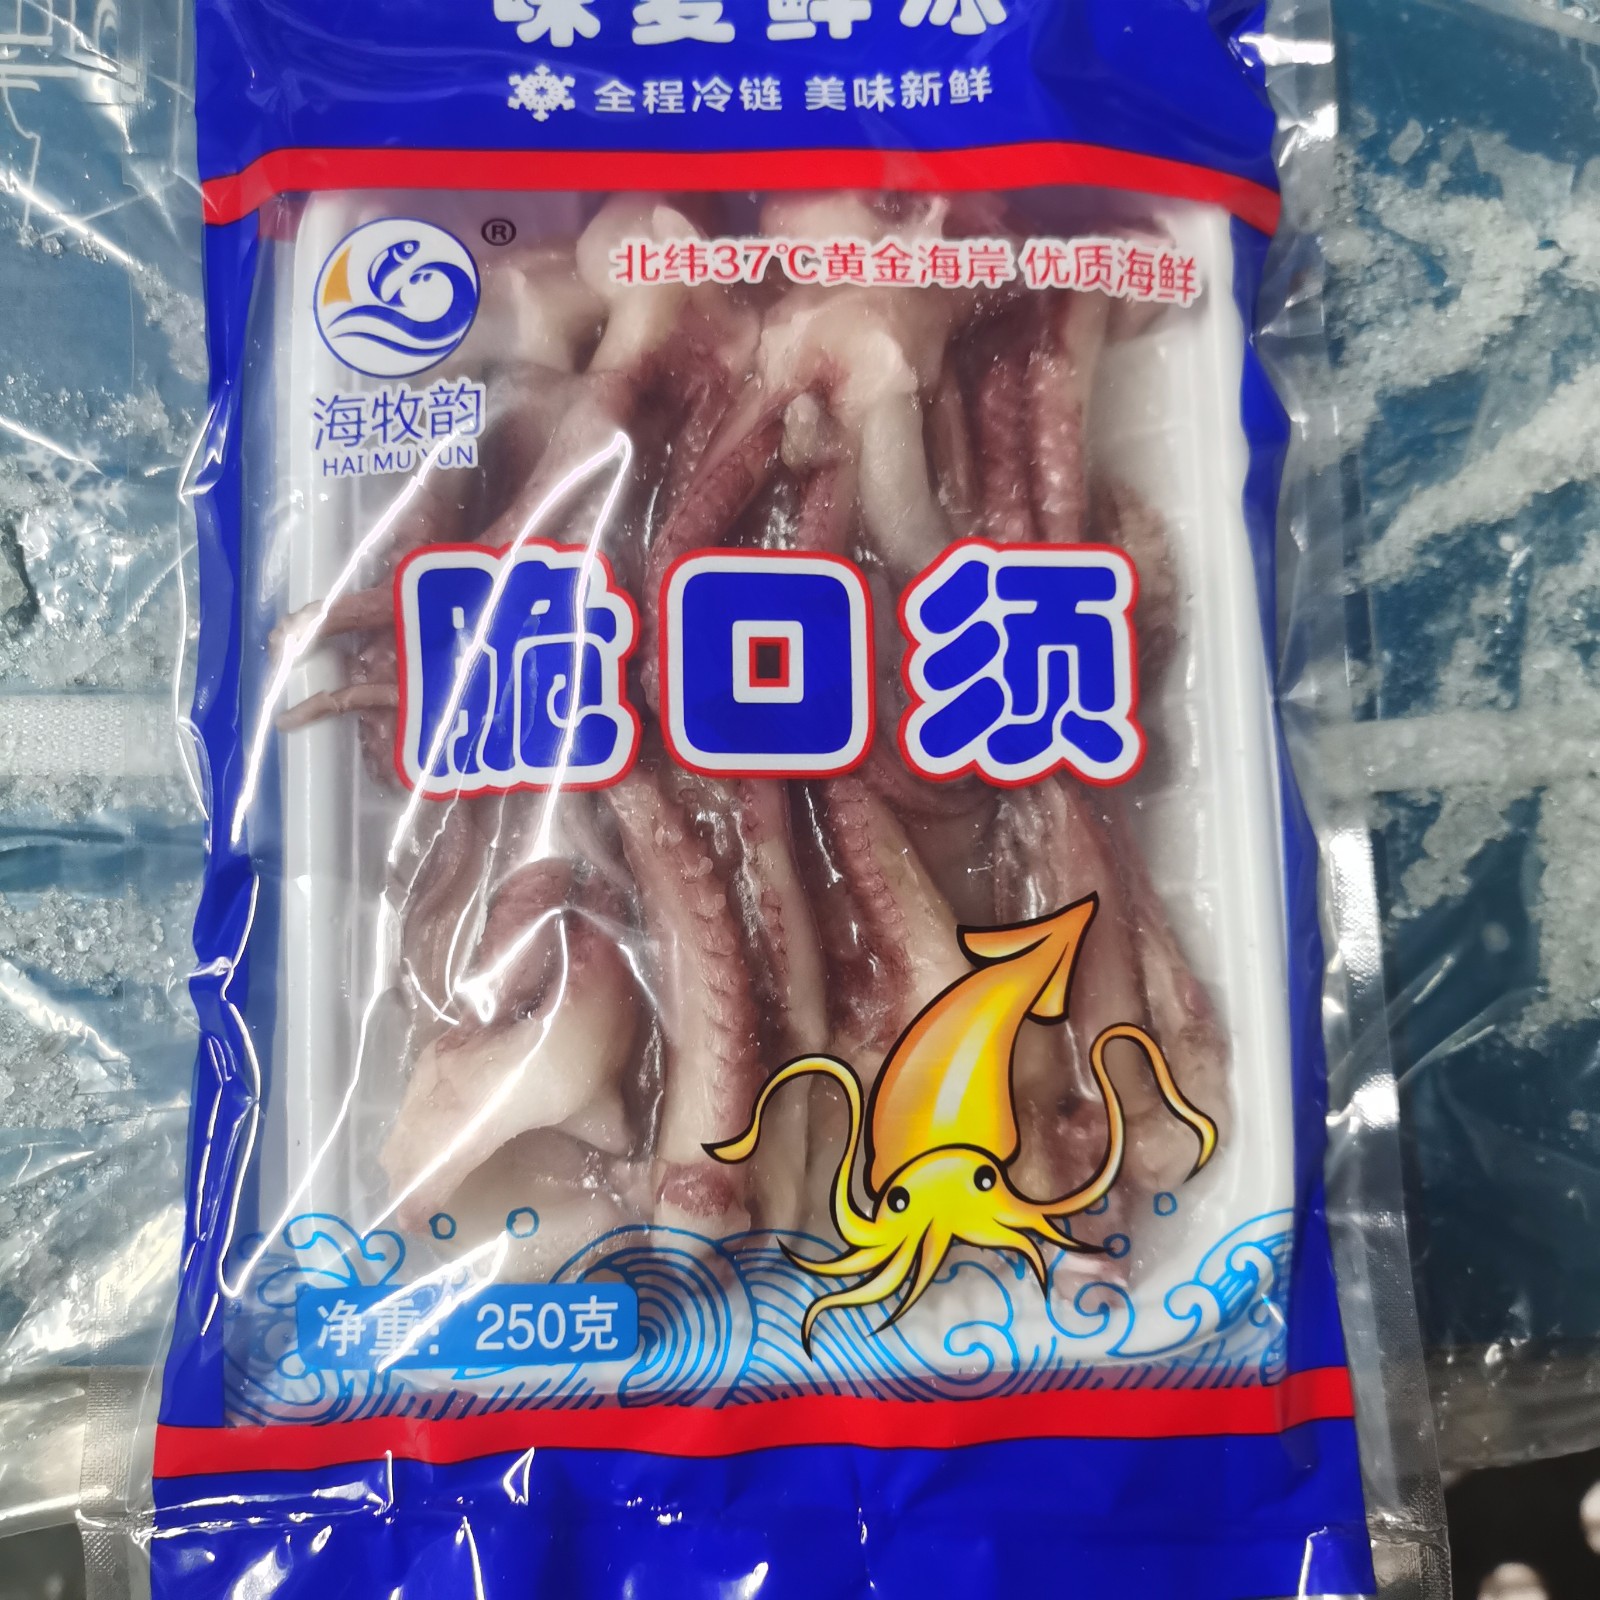 全程冷链 美味新鲜
®
北纬37℃黄金海岸 优质海鲜
海牧韵
HAI MU YUN
脆口须
净重: 250克